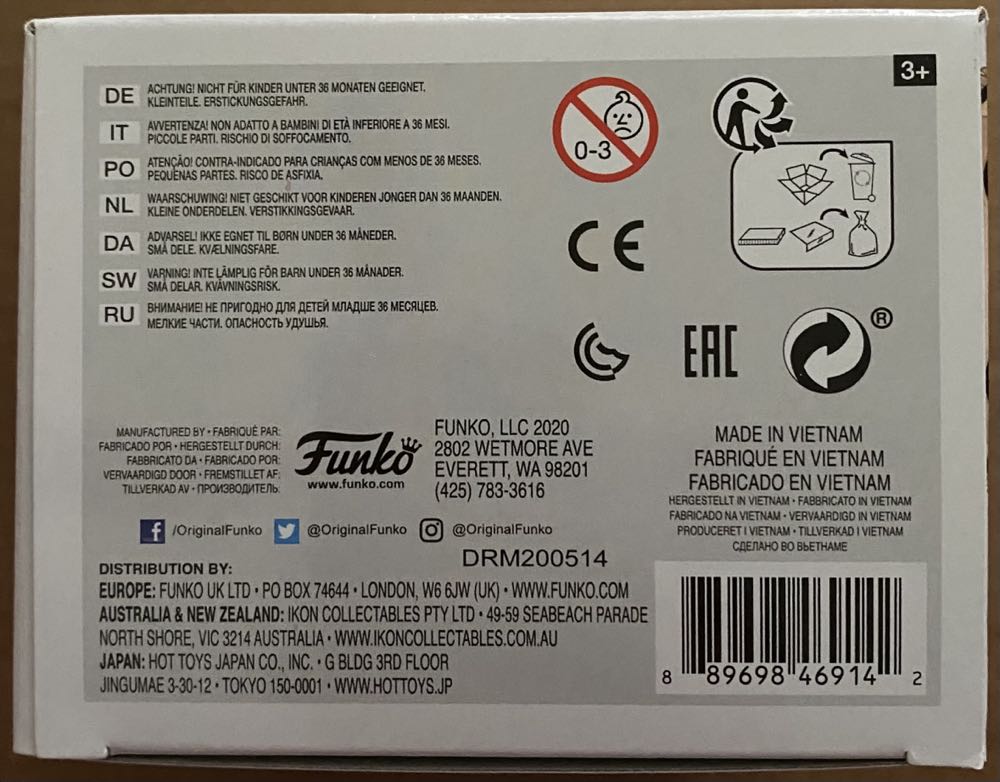 3+
DE ACHTUNG! NICHT FÜR KINDER UNTER 36 MONATEN GEEIGNET.
KLEINTEILE. ERSTICKUNGSGEFAHR.
IT AVVERTENZA! NON ADATTO A BAMBINI DI ETÀ INFERIORE A 36 MESI.
PICCOLE PARTI. RISCHIO DI SOFFOCAMENTO.
PO ATENÇÃO! CONTRA-INDICADO PARA CRIANÇAS COM MENOS DE 36 MESES.
PEQUENAS PARTES. RISCO DE ASFIXIA.
NL WAARSCHUWING! NIET GESCHIKT VOOR KINDEREN JONGER DAN 36 MAANDEN.
KLEINE ONDERDELEN. VERSTIKKINGSGEVAAR.
DA ADVARSEL! IKKE EGNET TIL BØRN UNDER 36 MÅNEDER.
SMÅ DELE. KVÆLNINGSFARE.
SW VARNING! INTE LÄMPLIG FÖR BARN UNDER 36 MÅNADER.
SMÅ DELAR. KVÄVNINGSRISK.
RU ВНИМАНИЕ! НЕ ПРИГОДНО ДЛЯ ДЕТЕЙ МЛАДШЕ 36 МЕСЯЦЕВ.
МЕЛКИЕ ЧАСТИ. ОПАСНОСТЬ УДУШЬЯ.
0-3
CE
EAC
®
MANUFACTURED BY • FABRIQUÉ PAR:
FABRICADO POR • HERGESTELLT DURCH:
FABBRICATO DA • FABRICADO POR:
VERVAARDIGD DOOR • FREMSTILLET AF:
TILLVERKAD AV • ПРОИЗВОДИТЕЛЬ:
Funko
www.funko.com
FUNKO, LLC 2020
2802 WETMORE AVE
EVERETT, WA 98201
(425) 783-3616
MADE IN VIETNAM
FABRIQUÉ EN VIETNAM
FABRICADO EN VIETNAM
HERGESTELLT IN VIETNAM • FABBRICATO IN VIETNAM
FABRICADO NA VIETNAM • VERVAARDIGD IN VIETNAM
PRODUCERET I VIETNAM • TILLVERKAD I VIETNAM
СДЕЛАНО ВО ВЬЕТНАМЕ
f /OriginalFunko @OriginalFunko @OriginalFunko
DRM200514
DISTRIBUTION BY:
EUROPE: FUNKO UK LTD • PO BOX 74644 • LONDON, W6 6JW (UK) • WWW.FUNKO.COM
AUSTRALIA & NEW ZEALAND: IKON COLLECTABLES PTY LTD • 49-59 SEABEACH PARADE
NORTH SHORE, VIC 3214 AUSTRALIA • WWW.IKONCOLLECTABLES.COM.AU
JAPAN: HOT TOYS JAPAN CO., INC. • G BLDG 3RD FLOOR
JINGUMAE 3-30-12 • TOKYO 150-0001 • WWW.HOTTOYS.JP
8 89698 46914 2